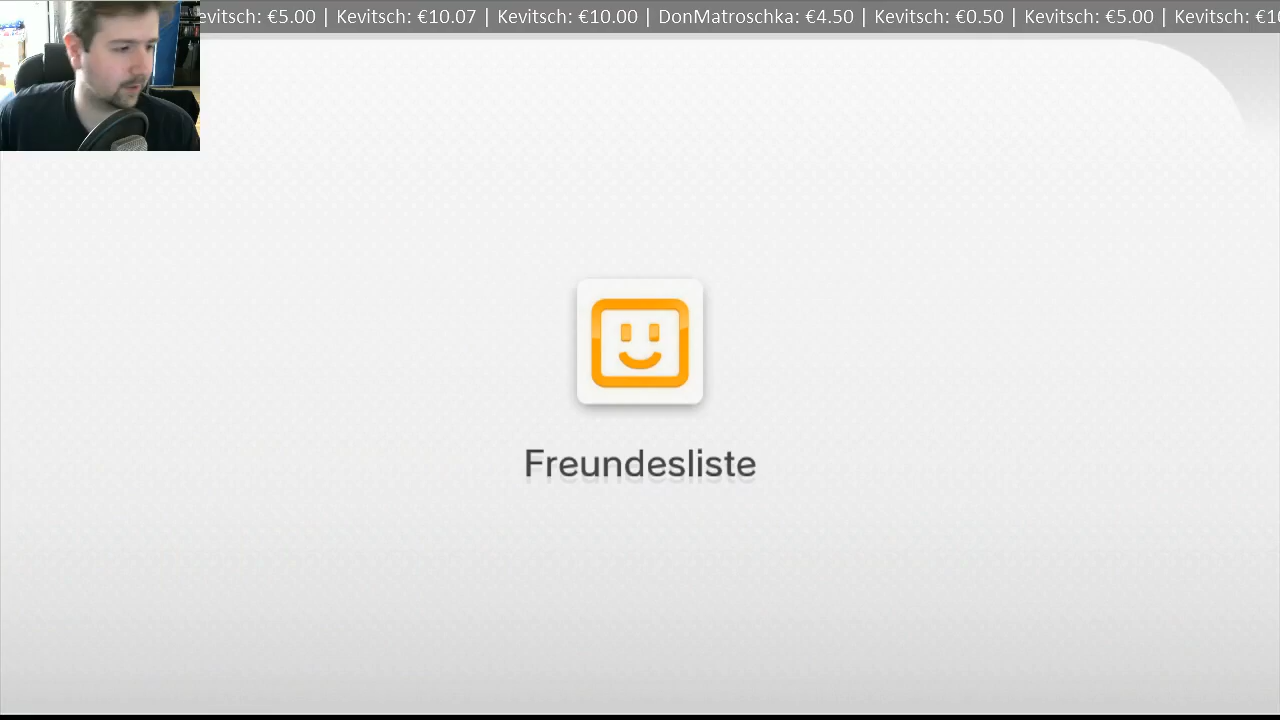 evitsch: €5.00 | Kevitsch: €10.07 | Kevitsch: €10.00 | DonMatroschka: €4.50 | Kevitsch: €0.50 | Kevitsch: €5.00 | Kevitsch: €1
Freundesliste